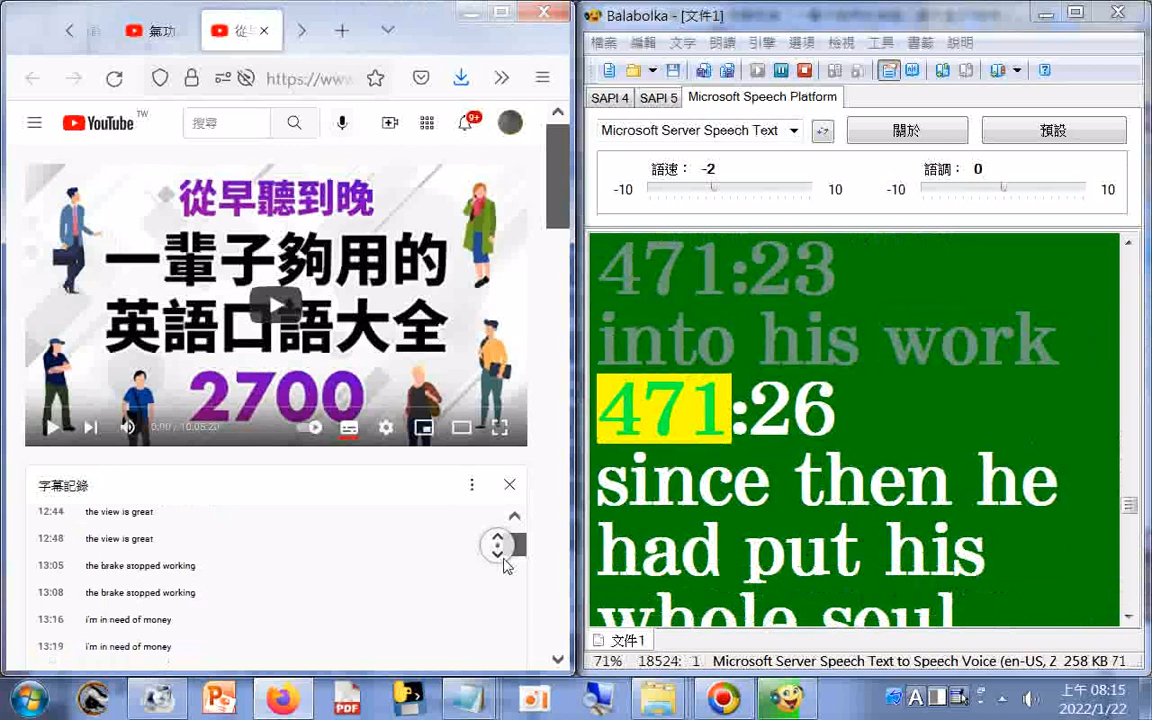 氣功
從
https://www
Balabolka - [文件1]
檔案 編輯 文字 朗讀 引擎 選項 檢視 工具 書籤 說明
SAPI 4 SAPI 5 Microsoft Speech Platform
Microsoft Server Speech Text
關於
預設
語速： -2
語調： 0
-10 10 -10 10
YouTube TW
搜尋
9+
從早聽到晚
一輩子夠用的
英語口語大全
2700
0:00 / 10:05:20
字幕記錄
12:44 the view is great
12:48 the view is great
13:05 the brake stopped working
13:08 the brake stopped working
13:16 i'm in need of money
13:19 i'm in need of money
471:23
into his work
471:26
since then he
had put his
whole soul
文件1
71% 18524: 1 Microsoft Server Speech Text to Speech Voice (en-US, Z 258 KB 71
PDF
A
上午 08:15
2022/1/22